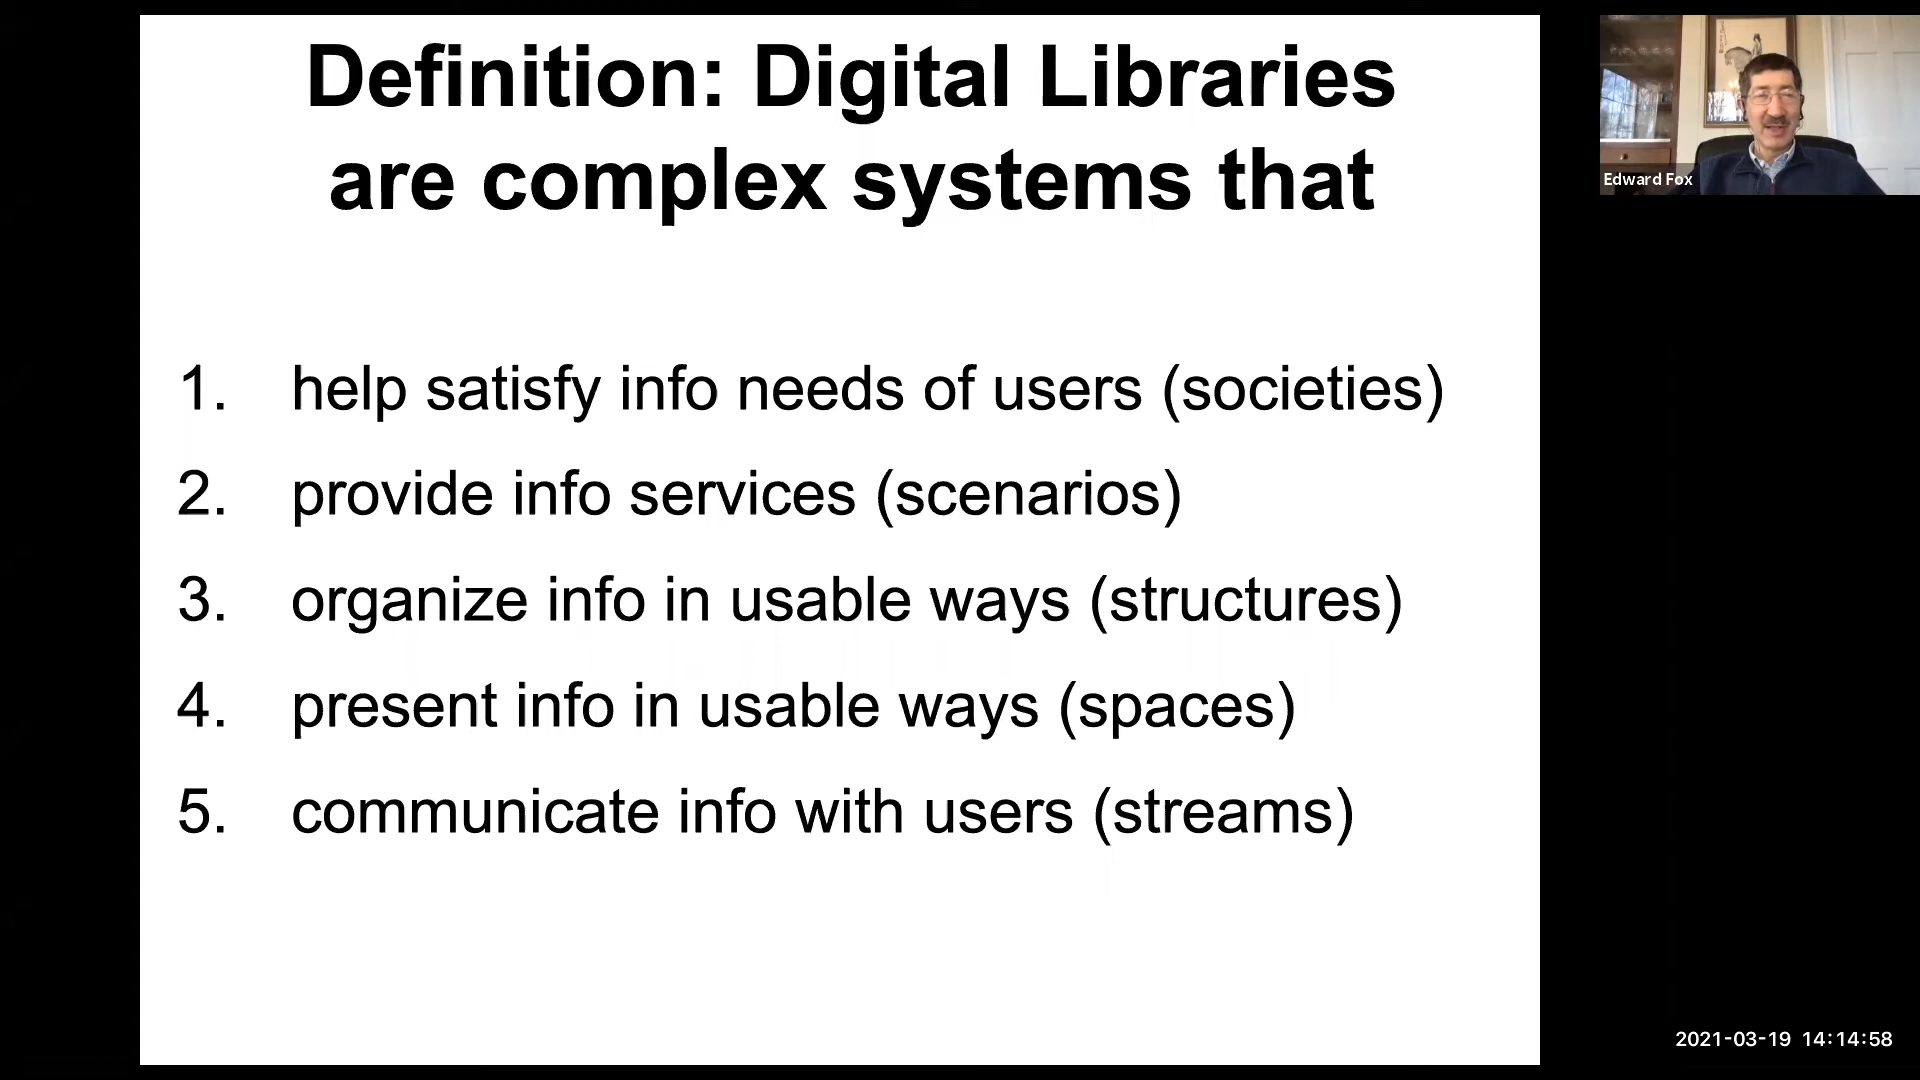 Definition: Digital Libraries
are complex systems that
1. help satisfy info needs of users (societies)
2. provide info services (scenarios)
3. organize info in usable ways (structures)
4. present info in usable ways (spaces)
5. communicate info with users (streams)
Edward Fox
2021-03-19 14:14:58